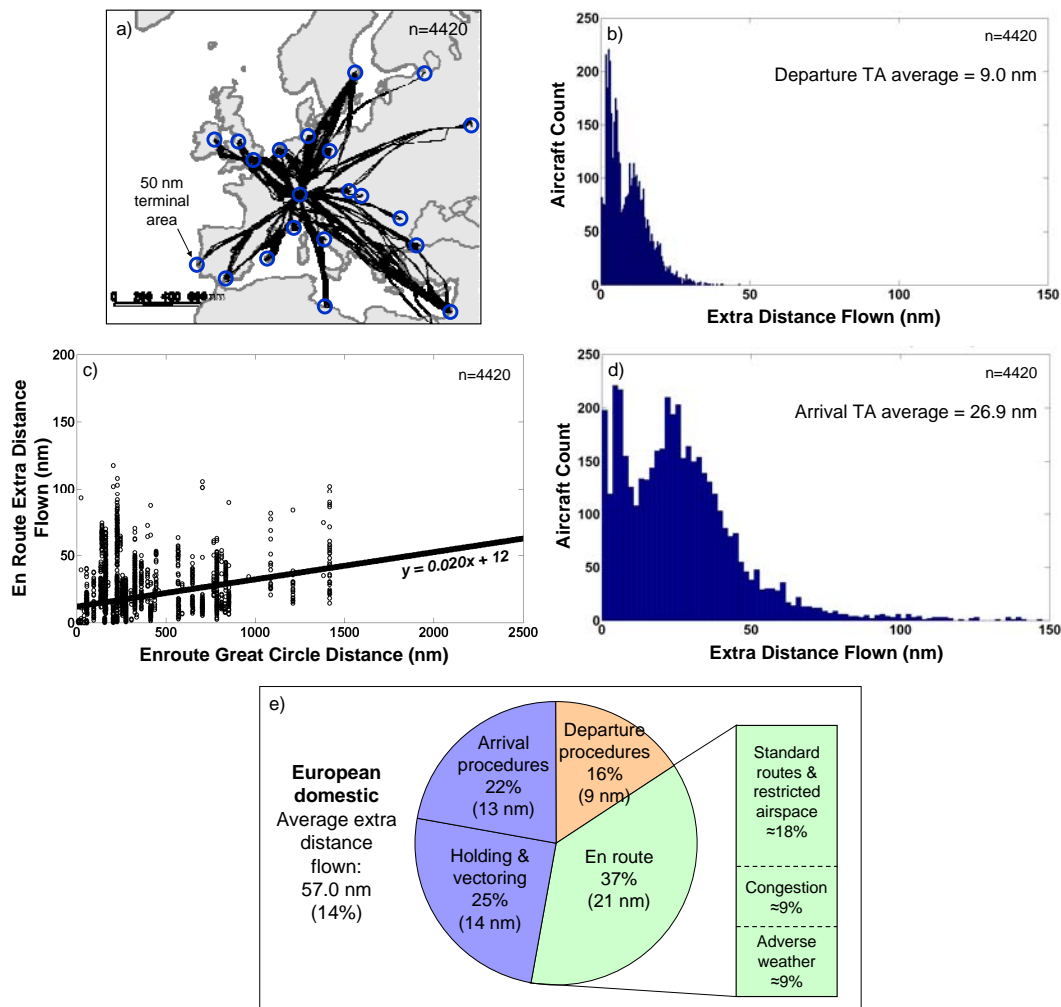 a)
n=4420
50 nm
terminal
area
0 200 400 600 nm
b)
n=4420
Departure TA average = 9.0 nm
Aircraft Count
250
200
150
100
50
0
0 50 100 150
Extra Distance Flown (nm)
c)
n=4420
En Route Extra Distance
Flown (nm)
200
150
100
50
0
y = 0.020x + 12
0 500 1000 1500 2000 2500
Enroute Great Circle Distance (nm)
d)
n=4420
Arrival TA average = 26.9 nm
Aircraft Count
250
200
150
100
50
0
0 50 100 150
Extra Distance Flown (nm)
e)
European
domestic
Average extra
distance
flown:
57.0 nm
(14%)
Arrival
procedures
22%
(13 nm)
Departure
procedures
16%
(9 nm)
Holding &
vectoring
25%
(14 nm)
En route
37%
(21 nm)
Standard
routes &
restricted
airspace
≈18%
Congestion
≈9%
Adverse
weather
≈9%